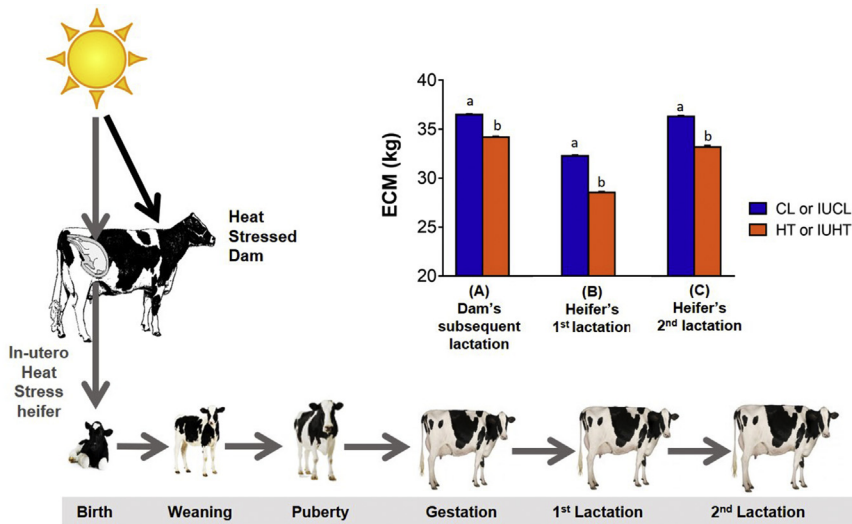 40
35
30
25
20
ECM (kg)
a
b
a
b
a
b
CL or IUCL
HT or IUHT
(A)
Dam's
subsequent
lactation
(B)
Heifer's
1st lactation
(C)
Heifer's
2nd lactation
Heat
Stressed
Dam
In-utero
Heat
Stress
heifer
Birth
Weaning
Puberty
Gestation
1st Lactation
2nd Lactation